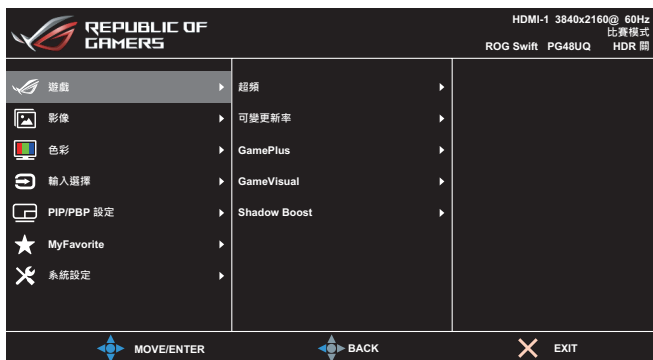 REPUBLIC OF
GAMERS
HDMI-1 3840x2160@ 60Hz
比賽模式
ROG Swift PG48UQ HDR 關
遊戲
影像
色彩
輸入選擇
PIP/PBP 設定
MyFavorite
系統設定
超頻
可變更新率
GamePlus
GameVisual
Shadow Boost
MOVE/ENTER
BACK
EXIT